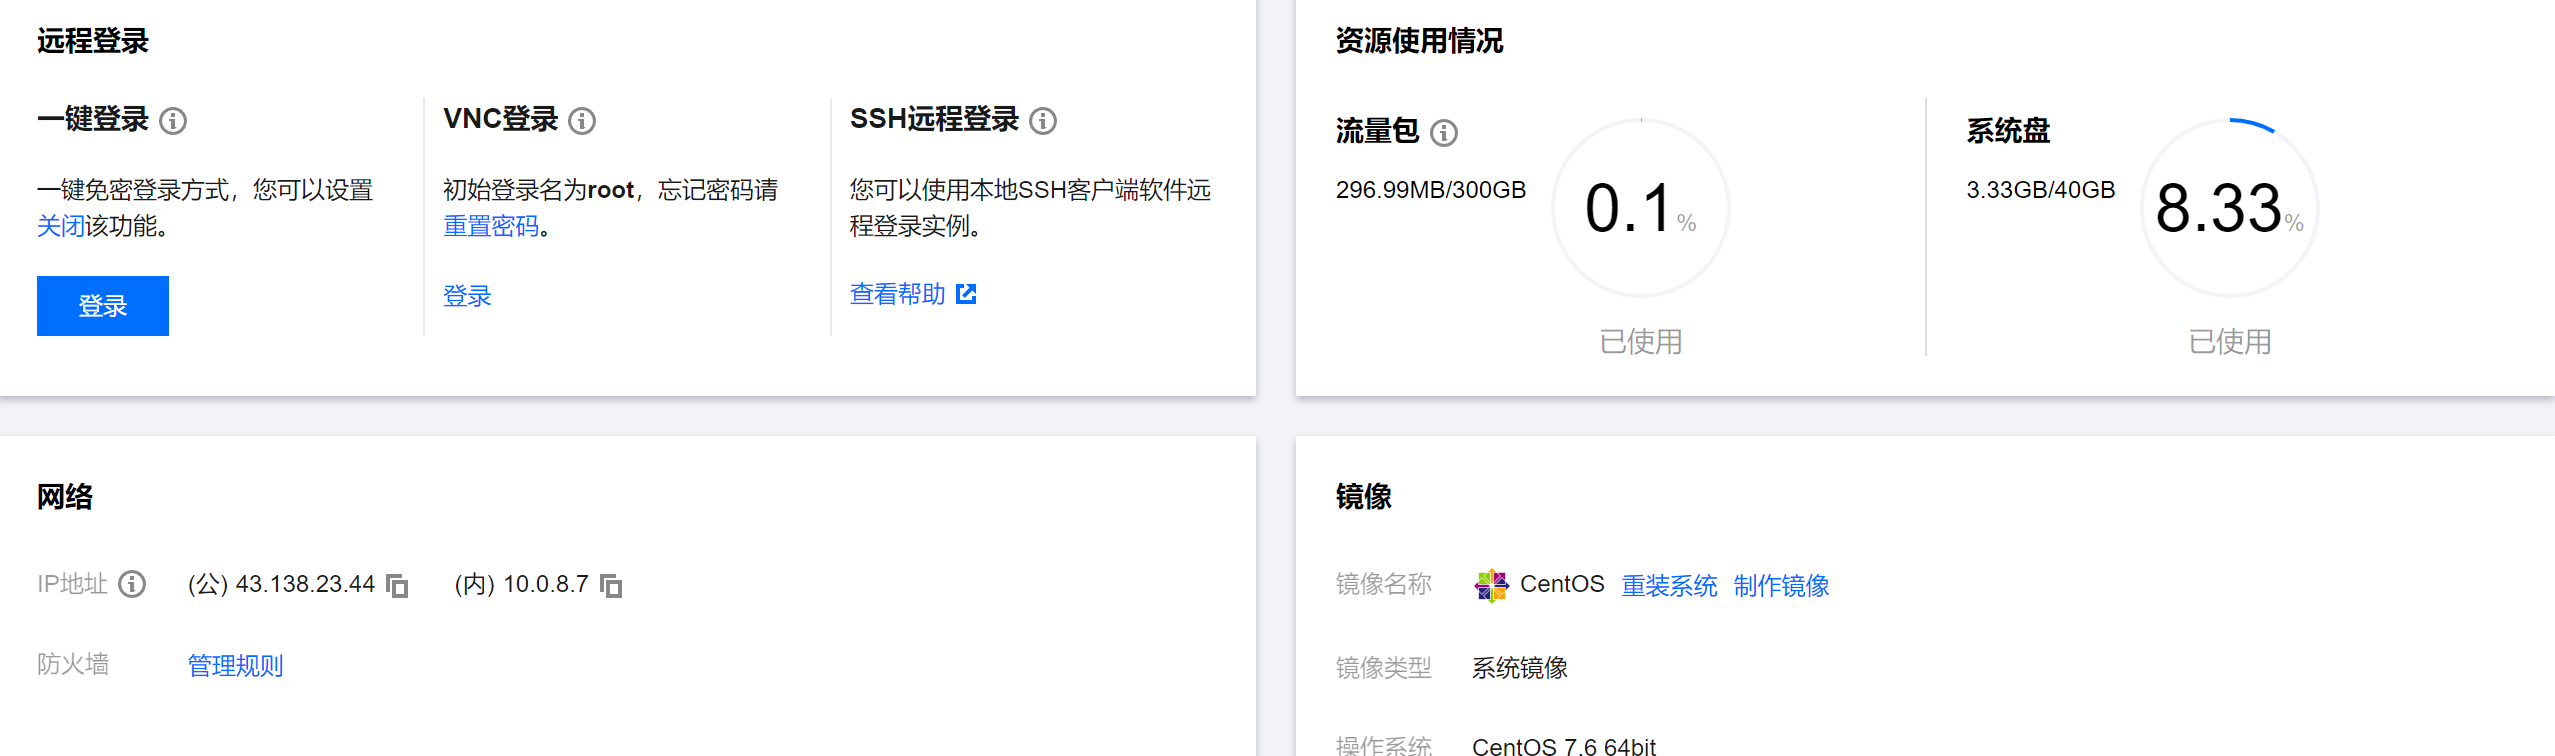 远程登录
一键登录
一键免密登录方式，您可以设置
关闭该功能。
登录
VNC登录
初始登录名为root，忘记密码请
重置密码。
登录
SSH远程登录
您可以使用本地SSH客户端软件远
程登录实例。
查看帮助
资源使用情况
流量包
296.99MB/300GB
0.1%
已使用
系统盘
3.33GB/40GB
8.33%
已使用
网络
IP地址 (公) 43.138.23.44 (内) 10.0.8.7
防火墙 管理规则
镜像
镜像名称 CentOS 重装系统 制作镜像
镜像类型 系统镜像
操作系统 CentOS 7.6 64bit